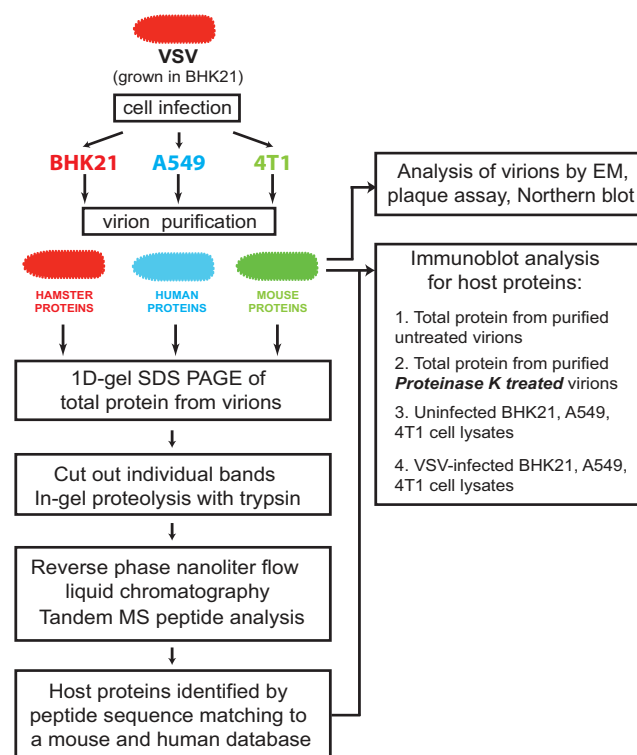 VSV
(grown in BHK21)
cell infection
BHK21 A549 4T1
virion purification
HAMSTER
PROTEINS
HUMAN
PROTEINS
MOUSE
PROTEINS
1D-gel SDS PAGE of
total protein from virions
Cut out individual bands
In-gel proteolysis with trypsin
Reverse phase nanoliter flow
liquid chromatography
Tandem MS peptide analysis
Host proteins identified by
peptide sequence matching to
a mouse and human database
Analysis of virions by EM,
plaque assay, Northern blot
Immunoblot analysis
for host proteins:
1. Total protein from purified
untreated virions
2. Total protein from purified
Proteinase K treated virions
3. Uninfected BHK21, A549,
4T1 cell lysates
4. VSV-infected BHK21, A549,
4T1 cell lysates